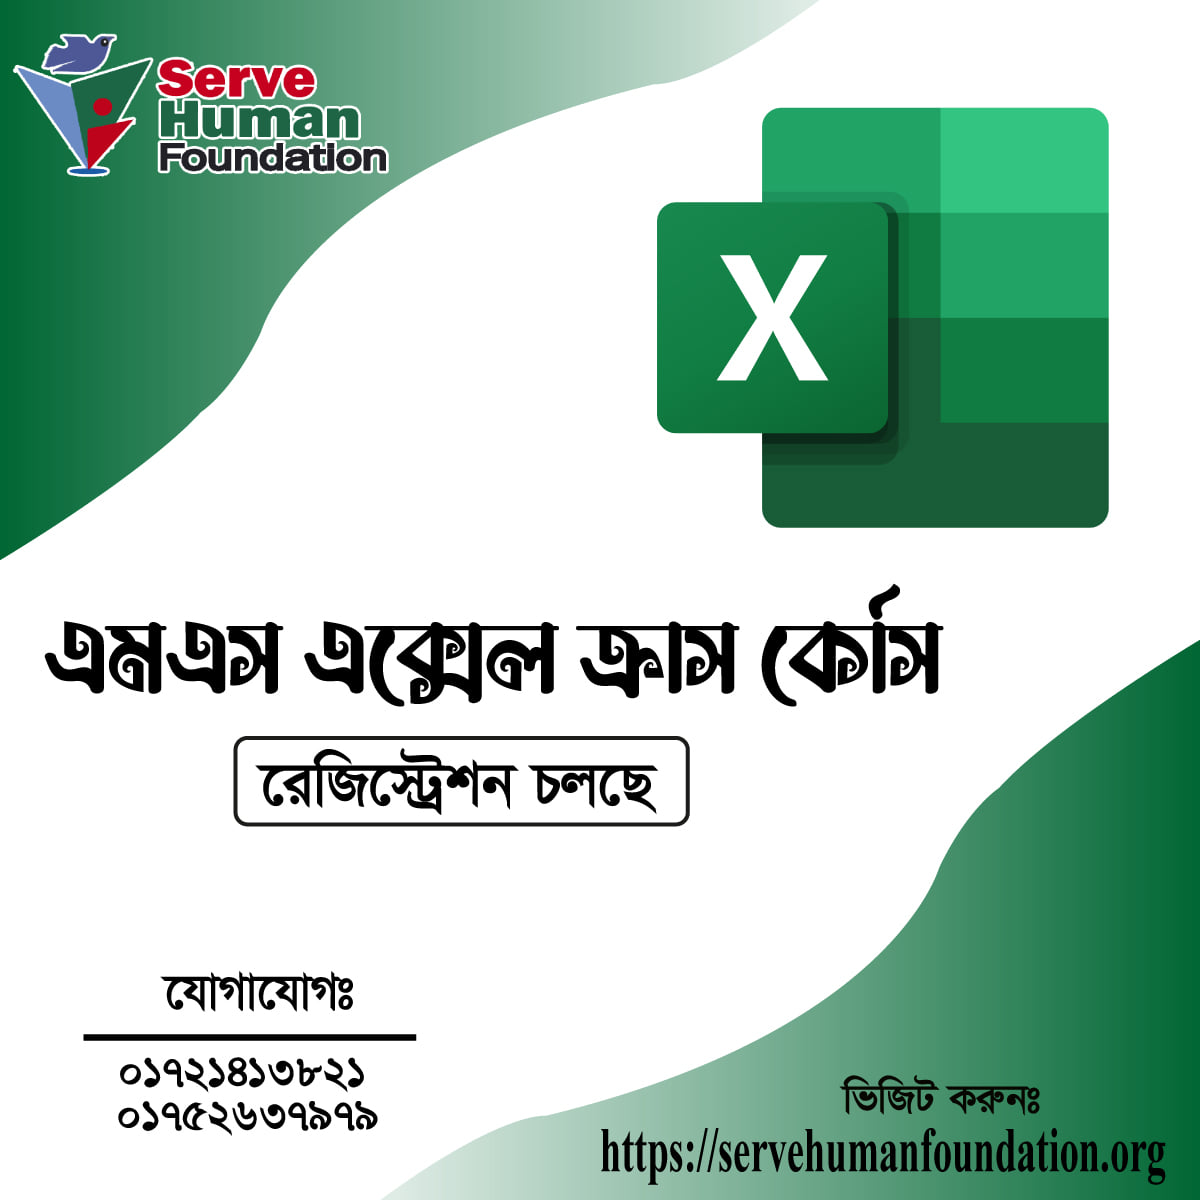 Serve
Human
Foundation
X
এমএস এক্সেল ক্রাস কোর্স
রেজিস্ট্রেশন চলছে
যোগাযোগঃ
০১৭২১৪১৩৮২১
০১৭৫২৬৩৭৯৭৯
ভিজিট করুনঃ
https://servehumanfoundation.org